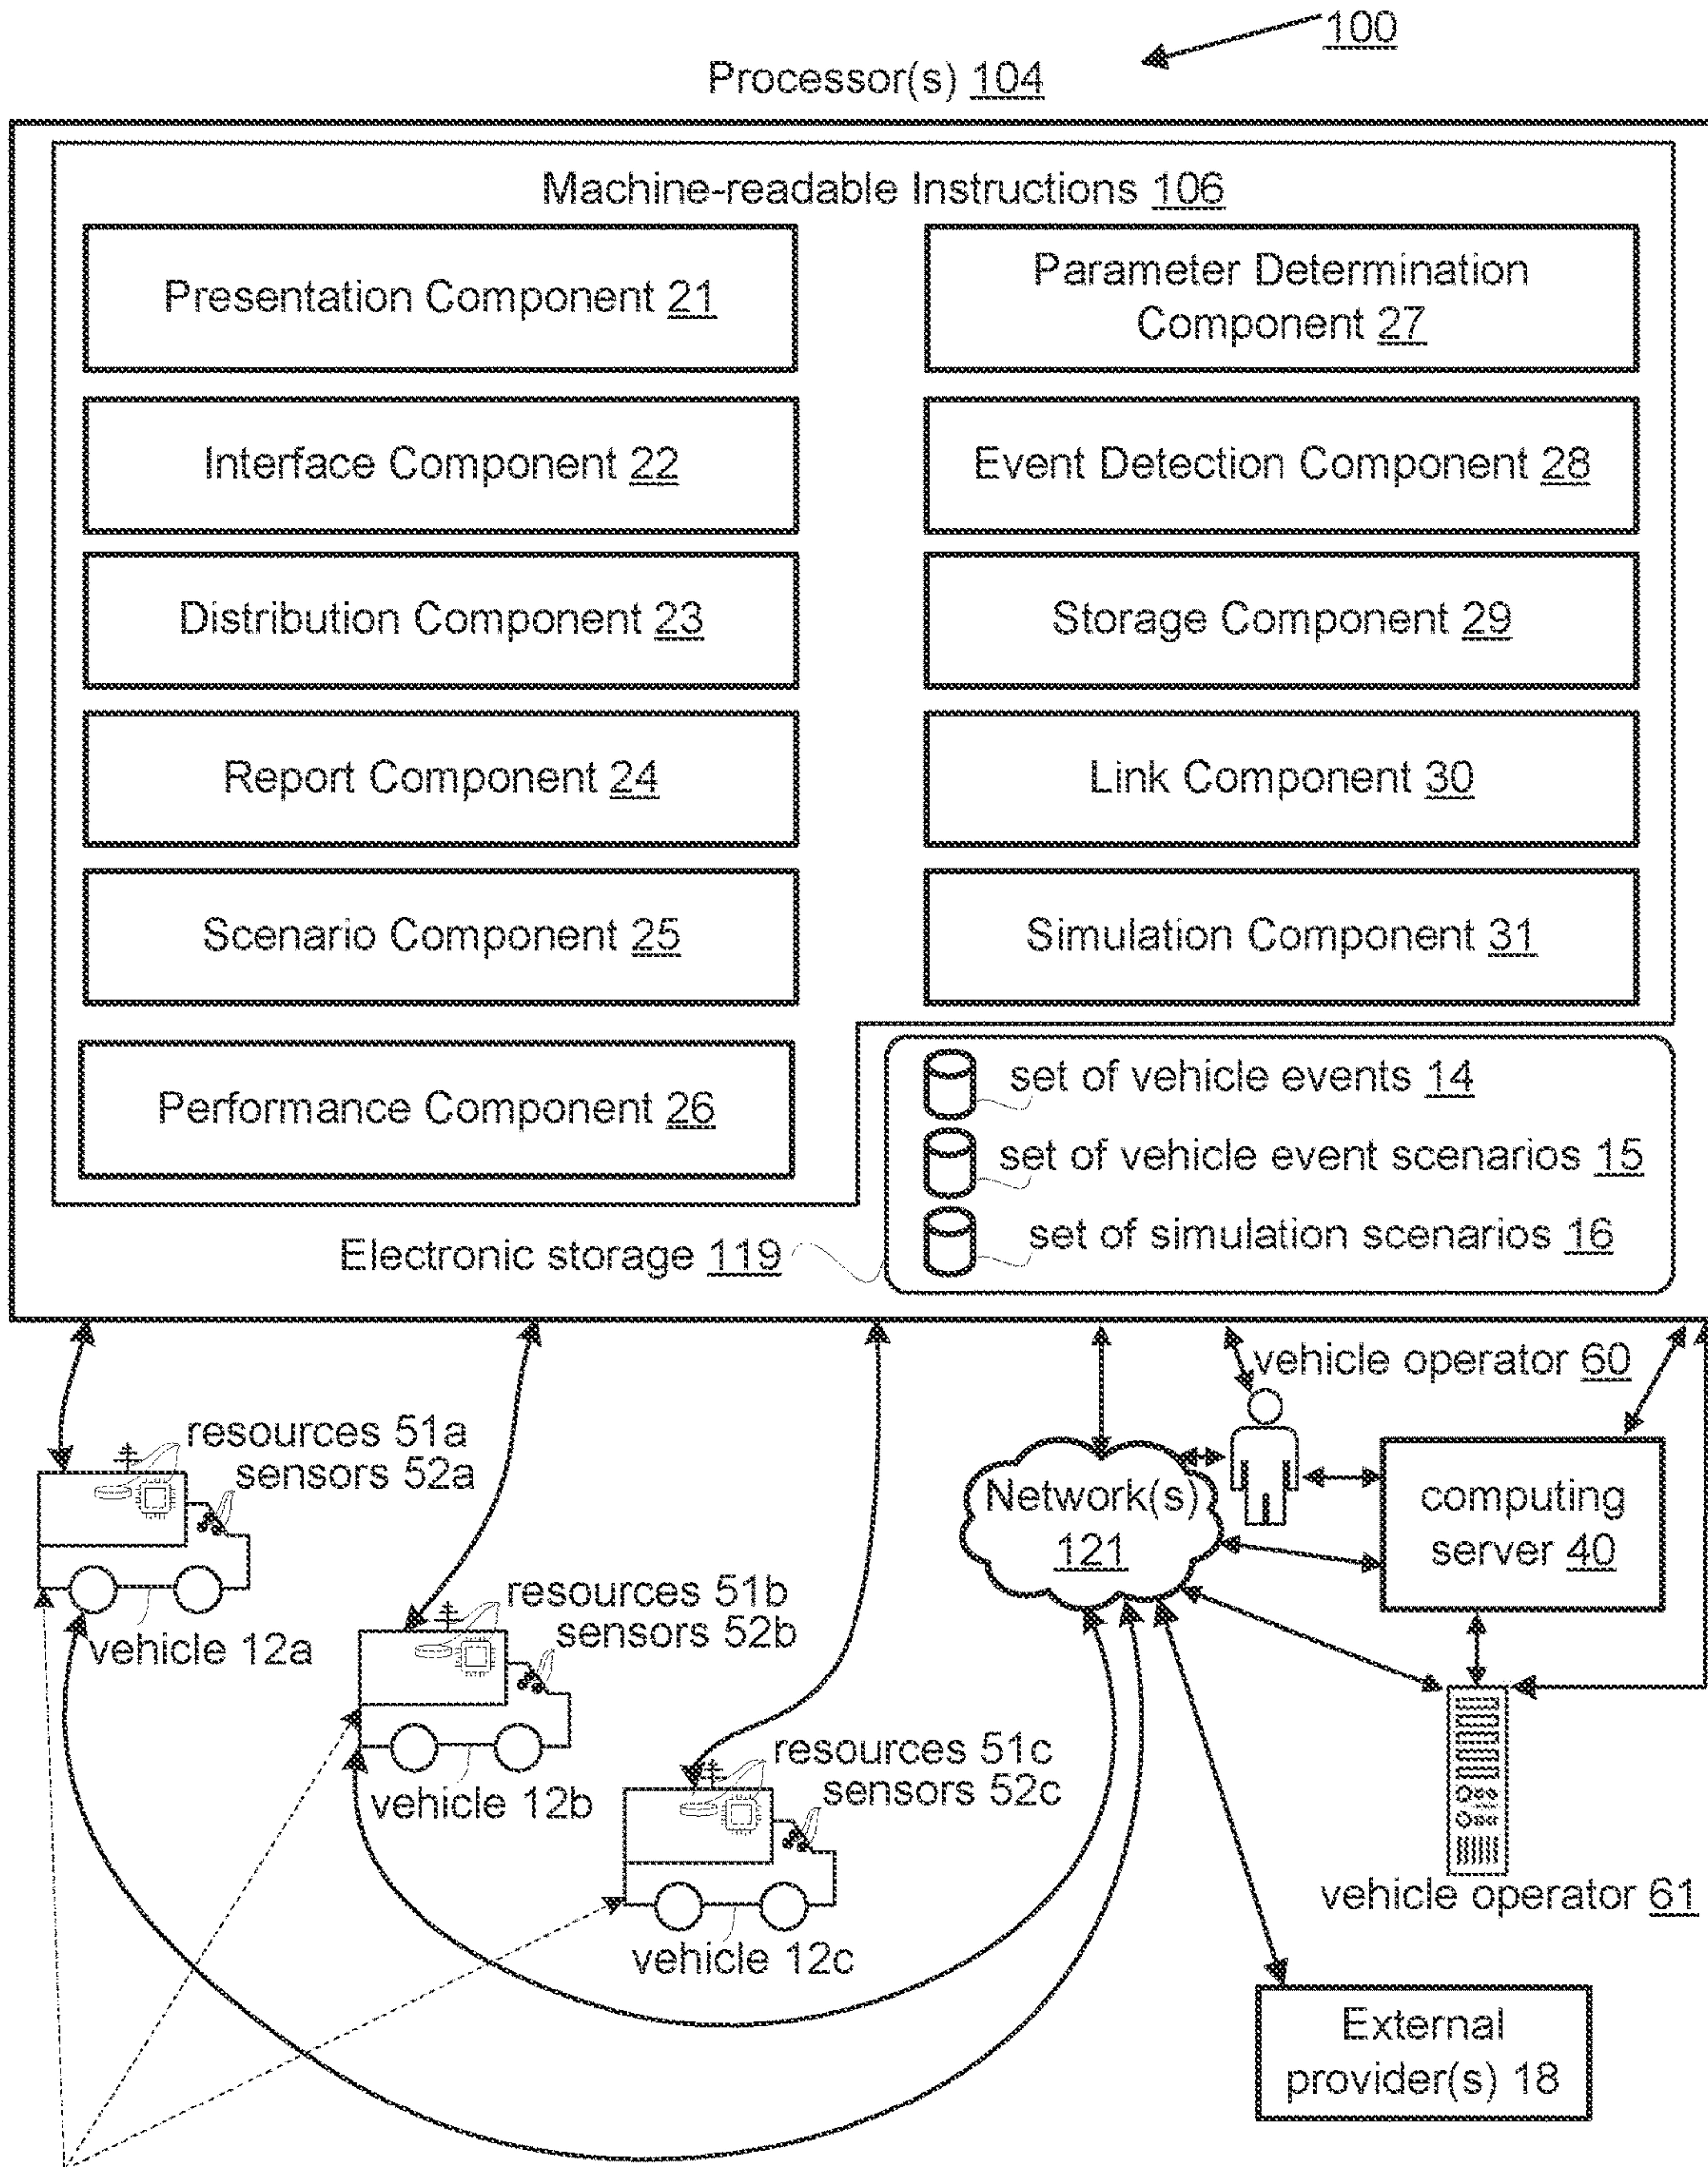 100
Processor(s) 104
Machine-readable Instructions 106
Presentation Component 21
Interface Component 22
Distribution Component 23
Report Component 24
Scenario Component 25
Performance Component 26
Parameter Determination
Component 27
Event Detection Component 28
Storage Component 29
Link Component 30
Simulation Component 31
set of vehicle events 14
set of vehicle event scenarios 15
set of simulation scenarios 16
Electronic storage 119
vehicle operator 60
resources 51a
sensors 52a
vehicle 12a
resources 51b
sensors 52b
vehicle 12b
resources 51c
sensors 52c
vehicle 12c
Network(s)
121
computing
server 40
vehicle operator 61
External
provider(s) 18